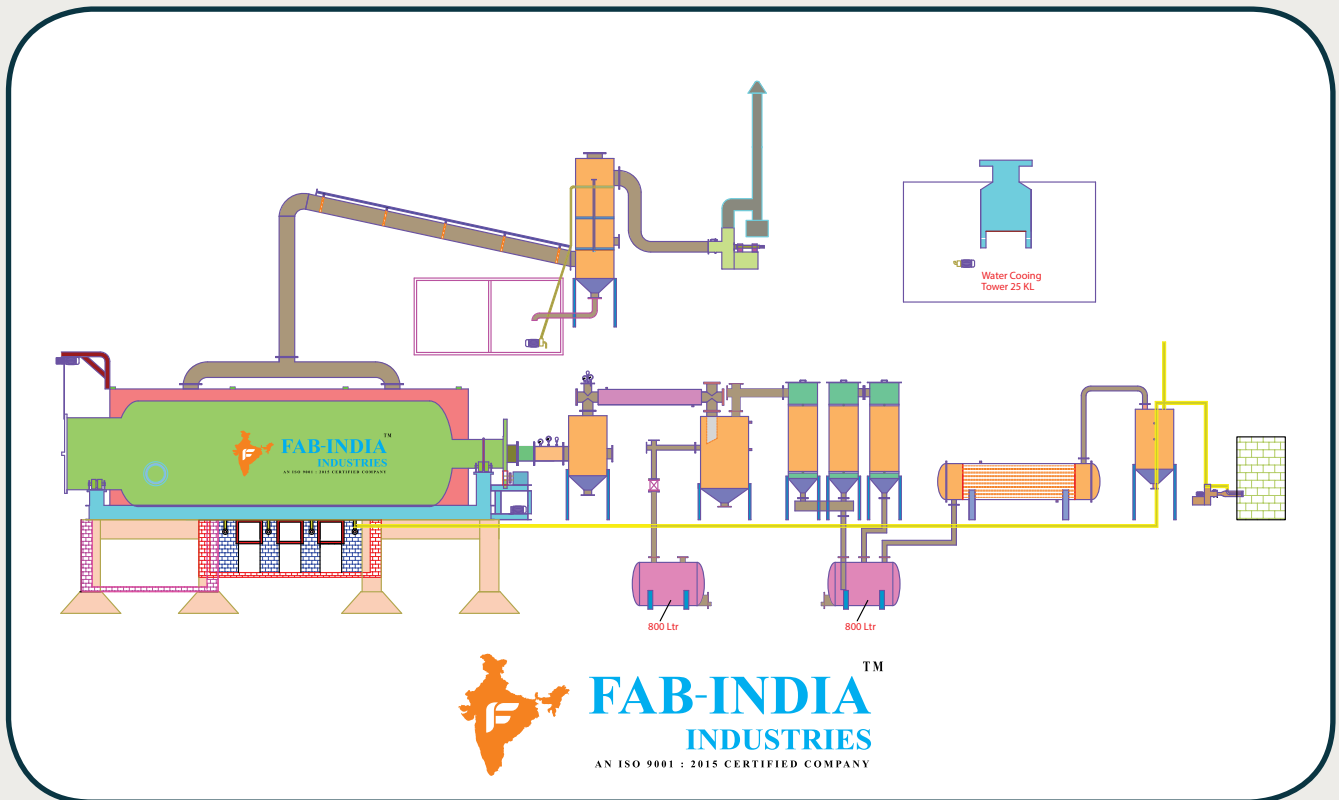 Water Cooing
Tower 25 KL
TM
FAB-INDIA
INDUSTRIES
AN ISO 9001 : 2015 CERTIFIED COMPANY
800 Ltr
800 Ltr
TM
FAB-INDIA
INDUSTRIES
AN ISO 9001 : 2015 CERTIFIED COMPANY